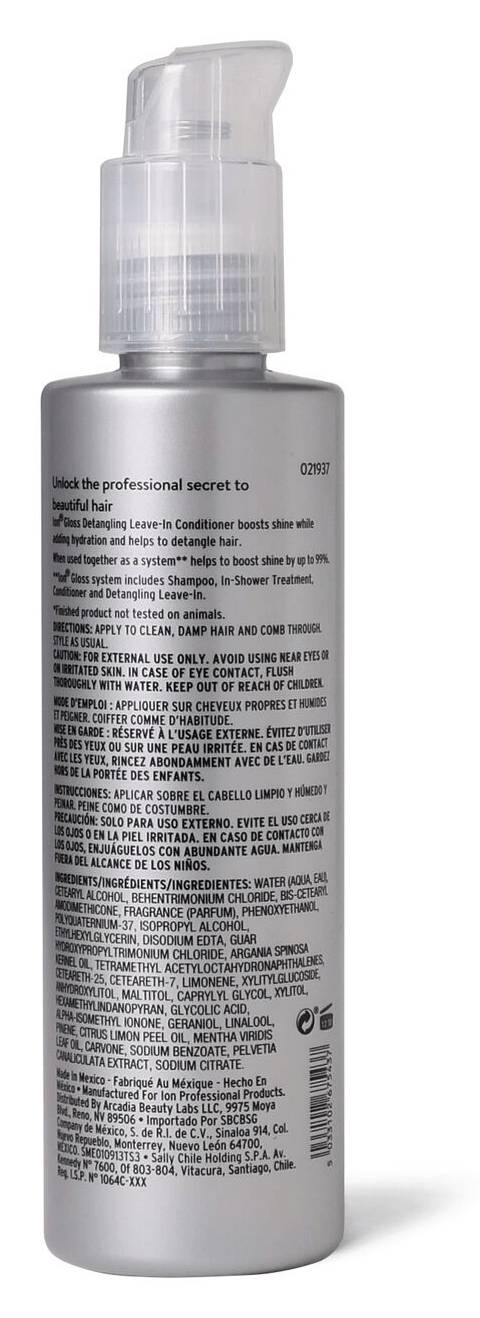 021937
Unlock the professional secret to
beautiful hair
Ion® Gloss Detangling Leave-In Conditioner boosts shine while
adding hydration and helps to detangle hair.
When used together as a system** helps to boost shine by up to 99%.
**Ion® Gloss system includes Shampoo, In-Shower Treatment,
Conditioner and Detangling Leave-In.
*Finished product not tested on animals.
DIRECTIONS: APPLY TO CLEAN, DAMP HAIR AND COMB THROUGH.
STYLE AS USUAL.
CAUTION: FOR EXTERNAL USE ONLY. AVOID USING NEAR EYES OR
ON IRRITATED SKIN. IN CASE OF EYE CONTACT, FLUSH
THOROUGHLY WITH WATER. KEEP OUT OF REACH OF CHILDREN.
MODE D'EMPLOI : APPLIQUER SUR CHEVEUX PROPRES ET HUMIDES
ET PEIGNER. COIFFER COMME D'HABITUDE.
MISE EN GARDE : RÉSERVÉ À L'USAGE EXTERNE. ÉVITEZ D'UTILISER
PRÈS DES YEUX OU SUR UNE PEAU IRRITÉE. EN CAS DE CONTACT
AVEC LES YEUX, RINCEZ ABONDAMMENT AVEC DE L'EAU. GARDEZ
HORS DE LA PORTÉE DES ENFANTS.
INSTRUCCIONES: APLICAR SOBRE EL CABELLO LIMPIO Y HÚMEDO Y
PEINAR. PEINE COMO DE COSTUMBRE.
PRECAUCIÓN: SOLO PARA USO EXTERNO. EVITE EL USO CERCA DE
LOS OJOS O EN LA PIEL IRRITADA. EN CASO DE CONTACTO CON
LOS OJOS, ENJUÁGUELOS CON ABUNDANTE AGUA. MANTENGA
FUERA DEL ALCANCE DE LOS NIÑOS.
INGREDIENTS/INGRÉDIENTS/INGREDIENTES: WATER (AQUA, EAU),
CETEARYL ALCOHOL, BEHENTRIMONIUM CHLORIDE, BIS-CETEARYL
AMODIMETHICONE, FRAGRANCE (PARFUM), PHENOXYETHANOL,
POLYQUATERNIUM-37, ISOPROPYL ALCOHOL,
ETHYLHEXYLGLYCERIN, DISODIUM EDTA, GUAR
HYDROXYPROPYLTRIMONIUM CHLORIDE, ARGANIA SPINOSA
KERNEL OIL, TETRAMETHYL ACETYLOCTAHYDRONAPHTHALENES,
CETEARETH-25, CETEARETH-7, LIMONENE, XYLITYLGLUCOSIDE,
ANHYDROXYLITOL, MALTITOL, CAPRYLYL GLYCOL, XYLITOL,
HEXAMETHYLINDANOPYRAN, GLYCOLIC ACID,
ALPHA-ISOMETHYL IONONE, GERANIOL, LINALOOL,
PINENE, CITRUS LIMON PEEL OIL, MENTHA VIRIDIS
LEAF OIL, CARVONE, SODIUM BENZOATE, PELVETIA
CANALICULATA EXTRACT, SODIUM CITRATE.
Made In Mexico - Fabriqué Au Méxique - Hecho En
México • Manufactured For Ion Professional Products.
Distributed By Arcadia Beauty Labs LLC, 9975 Moya
Blvd., Reno, NV 89506 • Importado Por SBCBSG
Company de México, S. de R.L. de C.V., Sinaloa 914, Col.
Nuevo Repueblo, Monterrey, Nuevo León 64700,
MÉXICO. SME010913TS3 • Sally Chile Holding S.P.A. Av.
Kennedy N° 7600, Of 803-804, Vitacura, Santiago, Chile.
Reg. I.S.P. N° 1064C-XXX